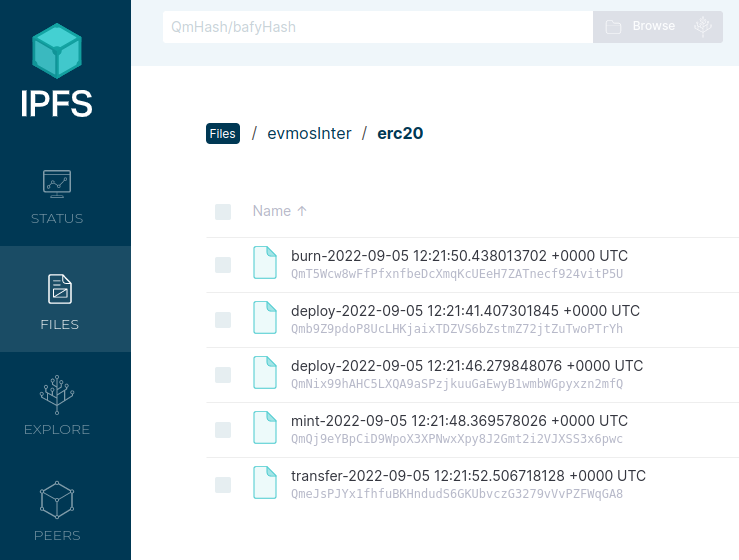 QmHash/bafyHash
Browse
IPFS
Files / evmosInter / erc20
STATUS
Name ↑
burn-2022-09-05 12:21:50.438013702 +0000 UTC
QmT5Wcw8wFfPfxnfbeDcXmqKcUEeH7ZATnecf924vitP5U
FILES
deploy-2022-09-05 12:21:41.407301845 +0000 UTC
Qmb9Z9pdoP8UcLHKjaixTDZVS6bZstmZ72jtZuTwoPTrYh
deploy-2022-09-05 12:21:46.279848076 +0000 UTC
QmNix99hAHC5LXQA9aSPzjkuuGaEwyB1wmbWGpyxzn2mfQ
EXPLORE
mint-2022-09-05 12:21:48.369578026 +0000 UTC
QmQj9eYBpCiD9WpoX3XPNwxXpy8J2Gmt2i2VJXSS3x6pwc
transfer-2022-09-05 12:21:52.506718128 +0000 UTC
QmeJsPJYx1fhfuBKHndudS6GKUbvczG3279vVvPZFWqGA8
PEERS